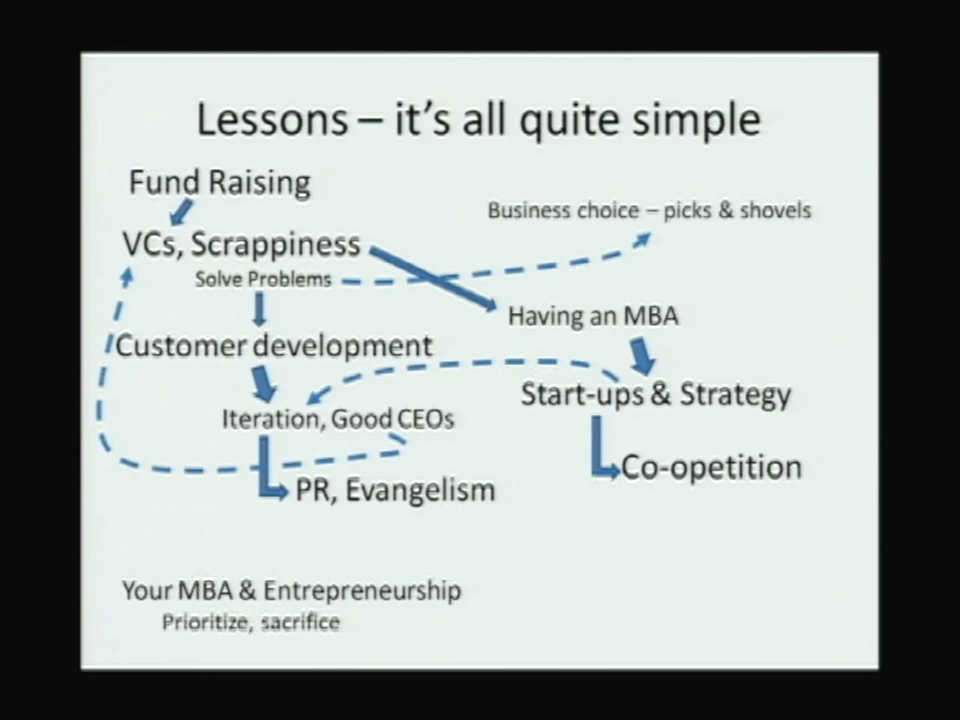 Lessons – it's all quite simple
Fund Raising
Business choice – picks & shovels
VCs, Scrappiness
Solve Problems
Having an MBA
Customer development
Start-ups & Strategy
Iteration, Good CEOs
Co-opetition
PR, Evangelism
Your MBA & Entrepreneurship
Prioritize, sacrifice